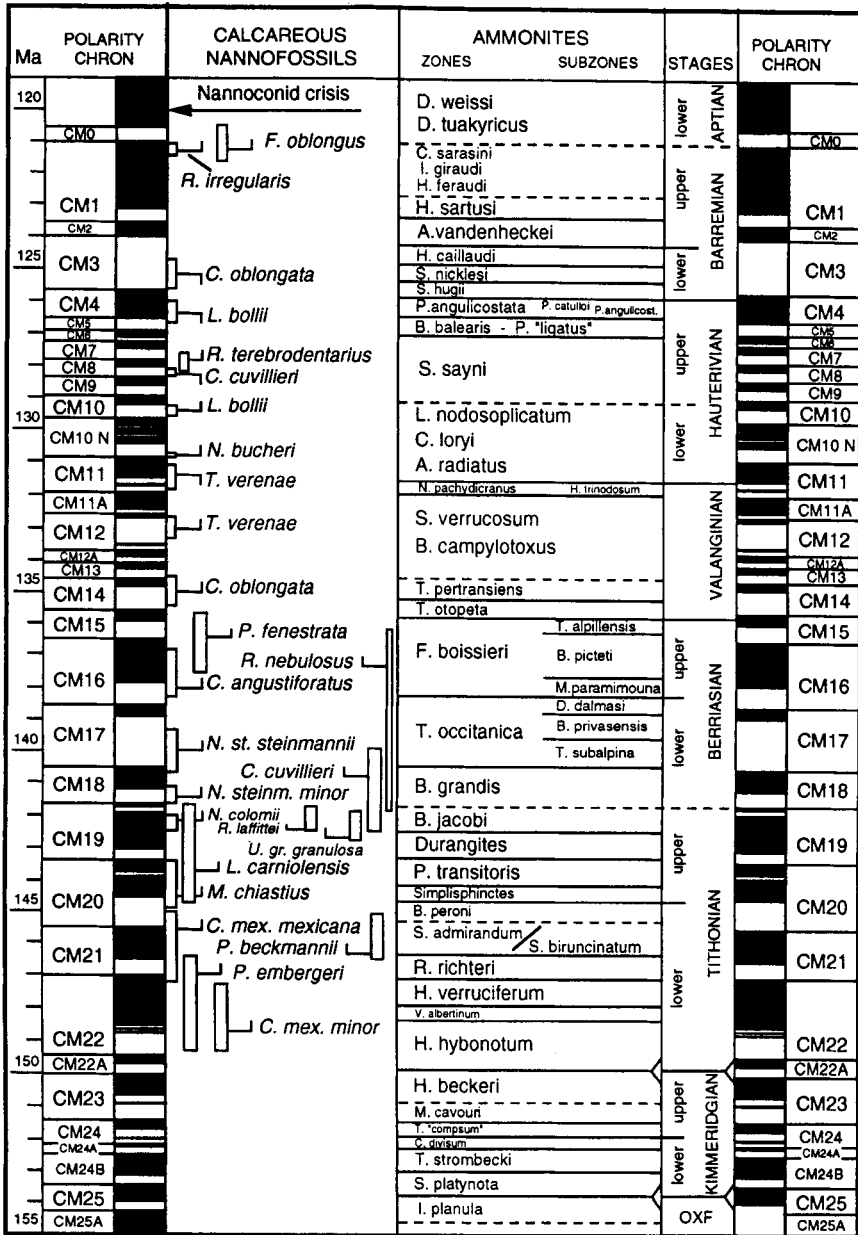 Ma
POLARITY CHRON
CALCAREOUS NANNOFOSSILS
AMMONITES
ZONES SUBZONES
STAGES
POLARITY CHRON
120
CM0
CM1
CM2
125
CM3
CM4
CM5
CM6
CM7
CM8
CM9
CM10
130
CM10 N
CM11
CM11A
CM12
CM12A
CM13
135
CM14
CM15
CM16
140
CM17
CM18
CM19
145
CM20
CM21
CM22
150
CM22A
CM23
CM24
CM24A
CM24B
CM25
155
CM25A
Nannoconid crisis
F. oblongus
R. irregularis
C. oblongata
L. bollii
R. terebrodentarius
C. cuvillieri
L. bollii
N. bucheri
T. verenae
T. verenae
C. oblongata
P. fenestrata
R. nebulosus
C. angustiforatus
N. st. steinmannii
C. cuvillieri
N. steinm. minor
N. colomii
R. laffittei
U. gr. granulosa
L. carniolensis
M. chiastius
C. mex. mexicana
P. beckmannii
P. embergeri
C. mex. minor
D. weissi
D. tuakyricus
C. sarasini
I. giraudi
H. feraudi
H. sartusi
A.vandenheckei
H. caillaudi
S. nicklesi
S. hugii
P.angulicostata P. catulloi P.angulicost.
B. balearis - P. "ligatus"
S. sayni
L. nodosoplicatum
C. loryi
A. radiatus
N. pachydicranus H. trinodosum
S. verrucosum
B. campylotoxus
T. pertransiens
T. otopeta
T. alpillensis
F. boissieri
B. picteti
M.paramimouna
D. dalmasi
T. occitanica
B. privasensis
T. subalpina
B. grandis
B. jacobi
Durangites
P. transitoris
Simplisphinctes
B. peroni
S. admirandum
S. biruncinatum
R. richteri
H. verruciferum
V. albertinum
H. hybonotum
H. beckeri
M. cavouri
T. "compsum"
C. divisum
T. strombecki
S. platynota
I. planula
lower
APTIAN
upper
lower
BARREMIAN
upper
lower
HAUTERIVIAN
VALANGINIAN
upper
lower
BERRIASIAN
upper
lower
TITHONIAN
upper
lower
KIMMERIDGIAN
OXF
CM0
CM1
CM2
CM3
CM4
CM5
CM6
CM7
CM8
CM9
CM10
CM10 N
CM11
CM11A
CM12
CM12A
CM13
CM14
CM15
CM16
CM17
CM18
CM19
CM20
CM21
CM22
CM22A
CM23
CM24
CM24A
CM24B
CM25
CM25A